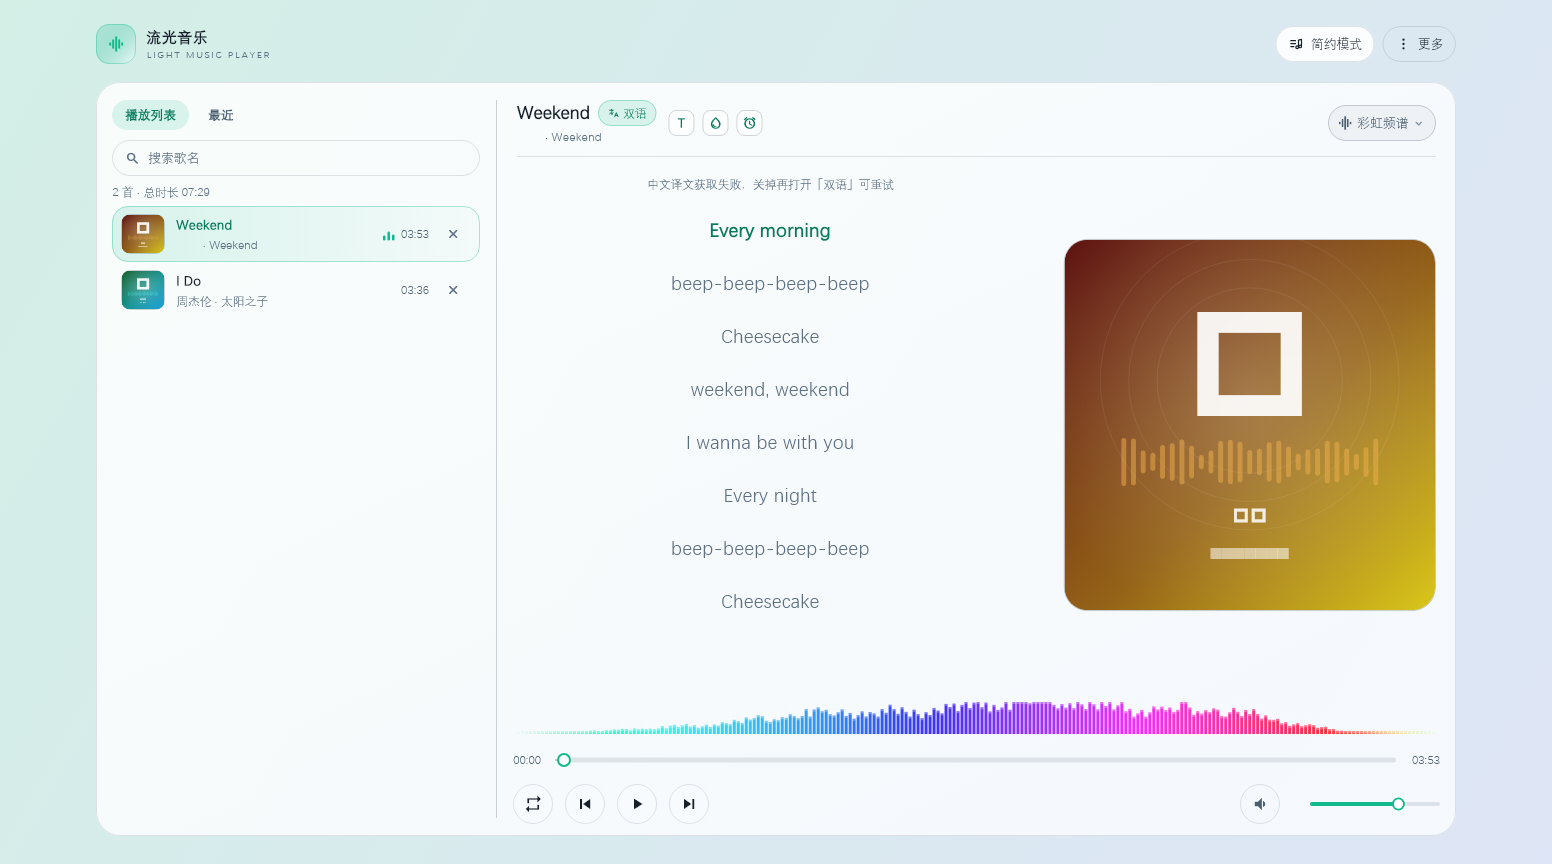 流光音乐
LIGHT MUSIC PLAYER
简约模式
更多
播放列表
最近
搜索歌名
2 首 · 总时长 07:29
Weekend
· Weekend
03:53
I Do
周杰伦 · 太阳之子
03:36
Weekend
双语
· Weekend
T
彩虹频谱
中文译文获取失败，关掉再打开「双语」可重试
Every morning
beep-beep-beep-beep
Cheesecake
weekend, weekend
I wanna be with you
Every night
beep-beep-beep-beep
Cheesecake
00:00
03:53